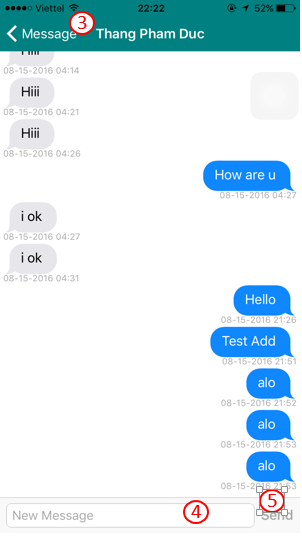 Viettel 22:22 52%
Message 3 Thang Pham Duc
Hiii
08-15-2016 04:14
Hiii
08-15-2016 04:21
Hiii
08-15-2016 04:26
How are u
08-15-2016 04:27
i ok
08-15-2016 04:27
i ok
08-15-2016 04:31
Hello
08-15-2016 21:26
Test Add
08-15-2016 21:51
alo
08-15-2016 21:52
alo
08-15-2016 21:53
alo
08-15-2016 21:53
New Message 4 5 Send